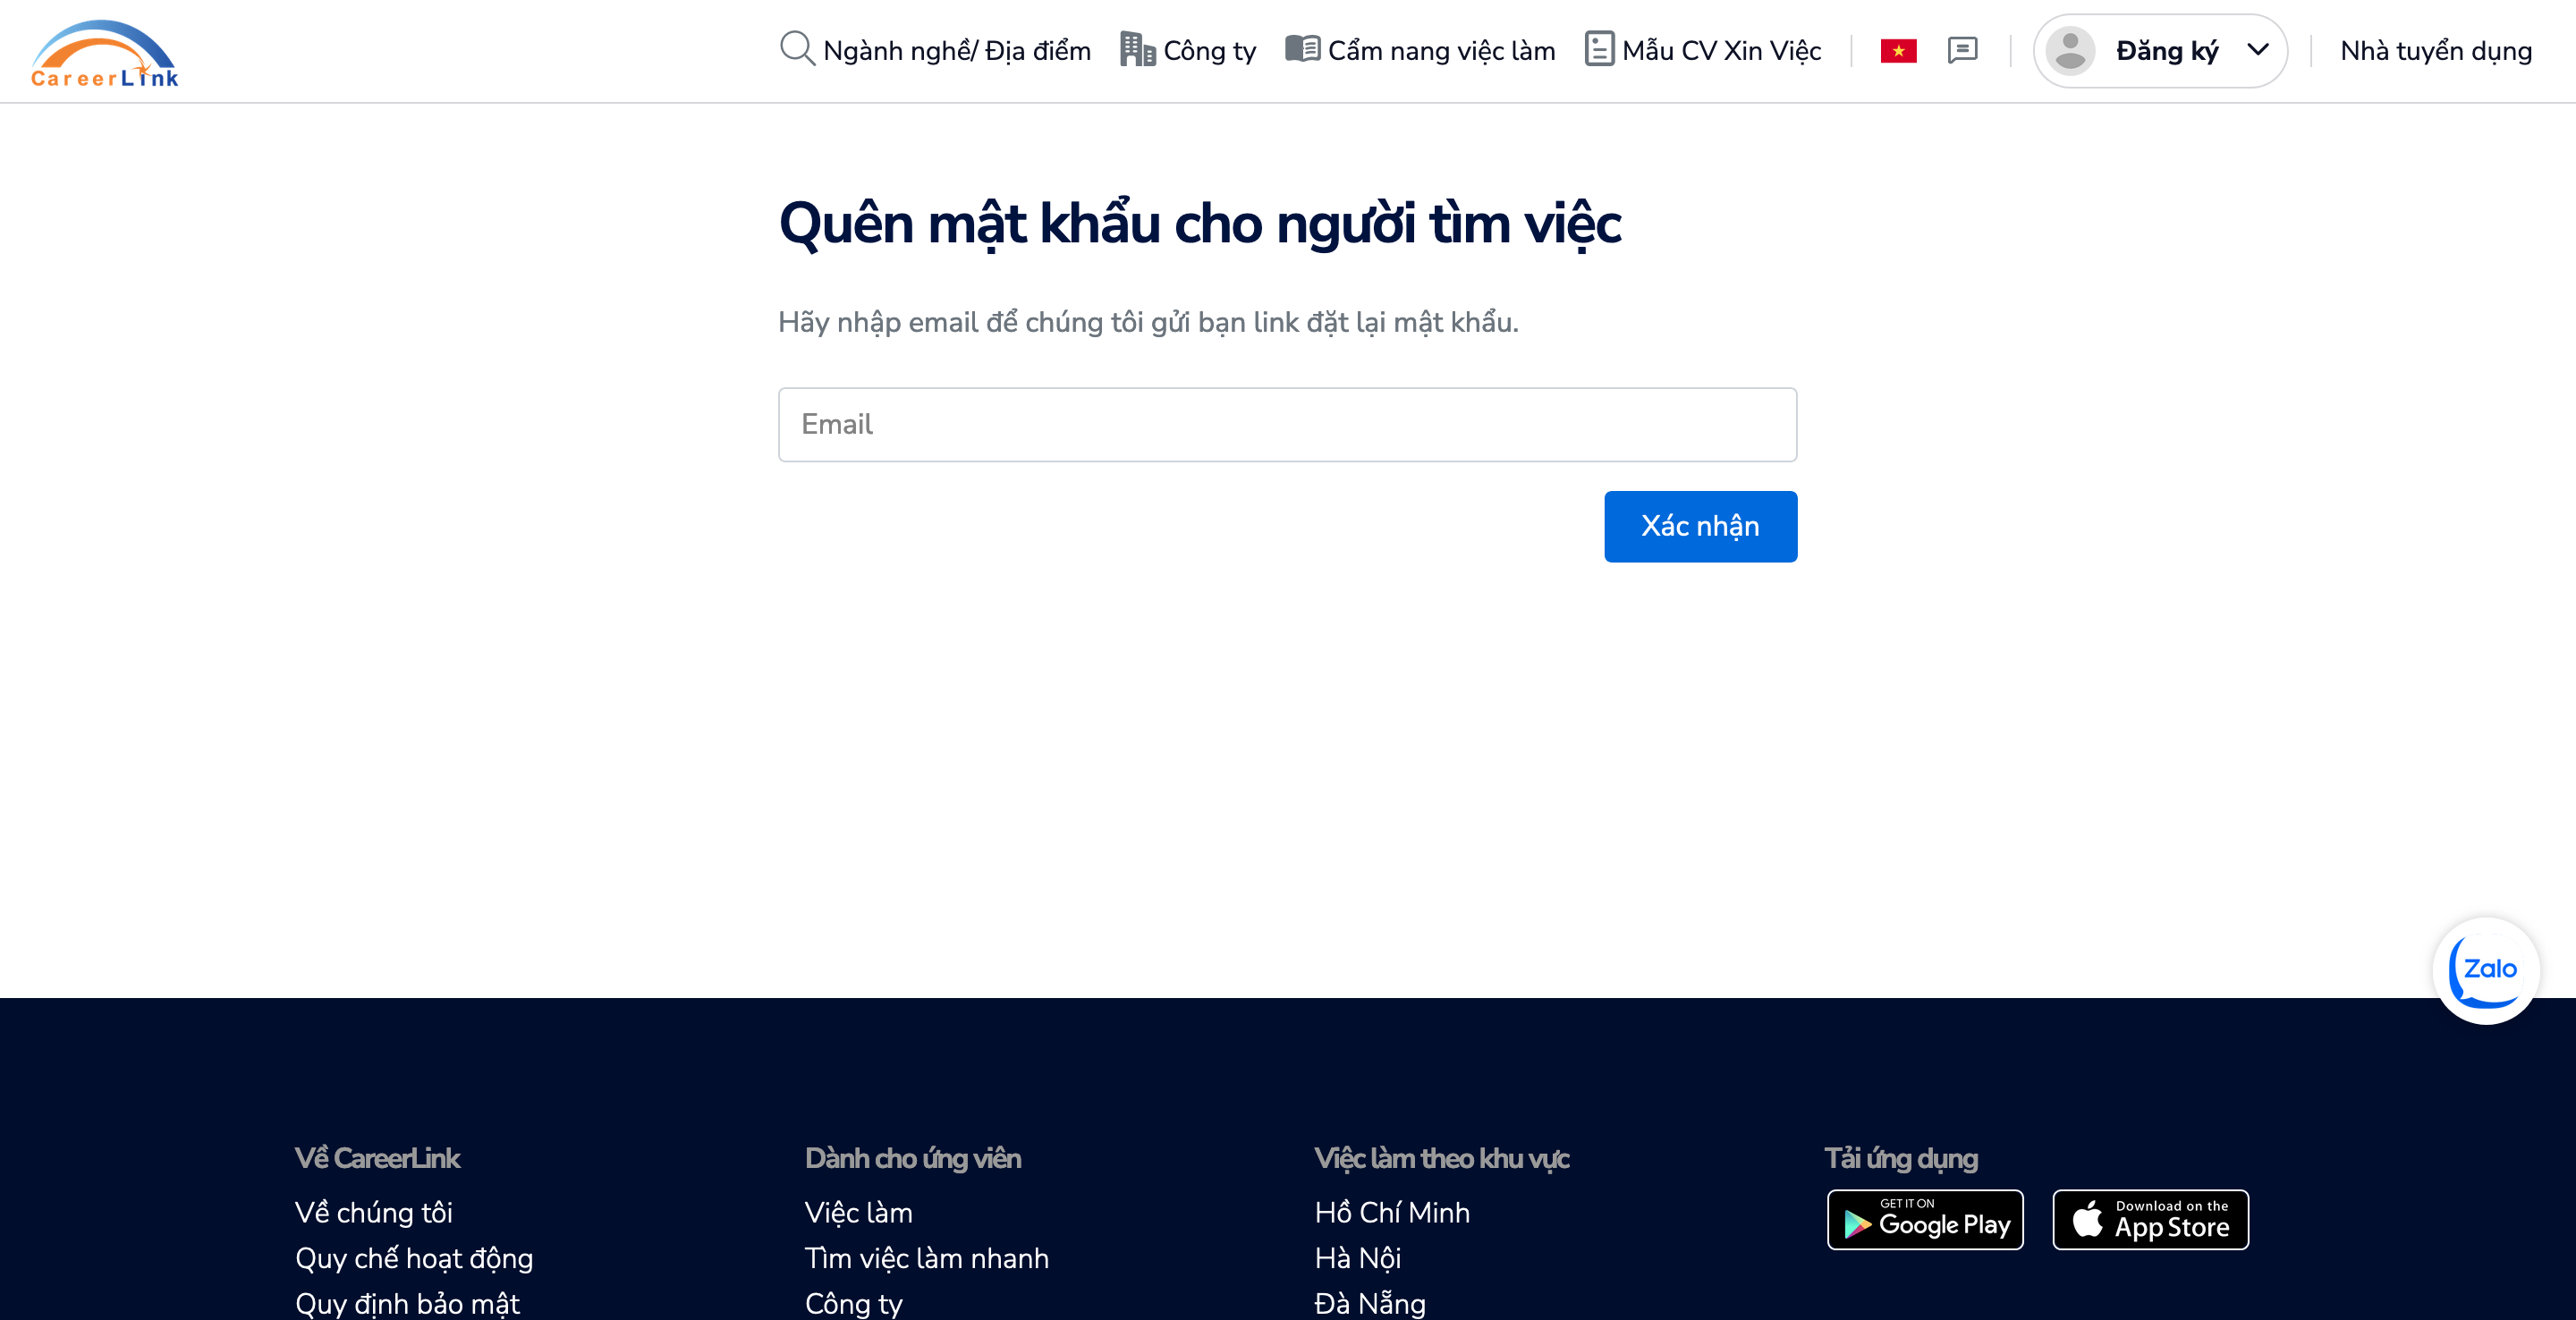 CareerLink
Ngành nghề/ Địa điểm Công ty Cẩm nang việc làm Mẫu CV Xin Việc Đăng ký Nhà tuyển dụng
Quên mật khẩu cho người tìm việc
Hãy nhập email để chúng tôi gửi bạn link đặt lại mật khẩu.
Email
Xác nhận
Zalo
Về CareerLink
Về chúng tôi
Quy chế hoạt động
Quy định bảo mật
Dành cho ứng viên
Việc làm
Tìm việc làm nhanh
Công ty
Việc làm theo khu vực
Hồ Chí Minh
Hà Nội
Đà Nẵng
Tải ứng dụng
GET IT ON
Google Play
Download on the
App Store